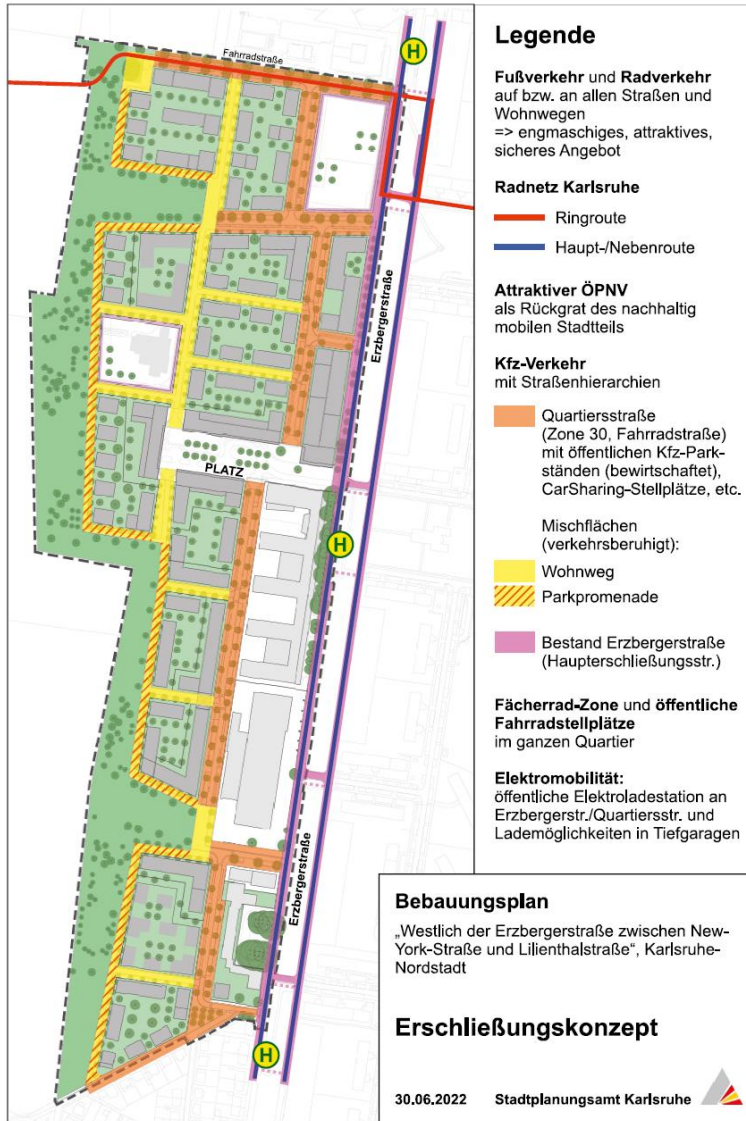 Fahrradstraße
H
Erzbergerstraße
PLATZ
H
Erzbergerstraße
H
Legende
Fußverkehr und Radverkehr
auf bzw. an allen Straßen und
Wohnwegen
=> engmaschiges, attraktives,
sicheres Angebot
Radnetz Karlsruhe
Ringroute
Haupt-/Nebenroute
Attraktiver ÖPNV
als Rückgrat des nachhaltig
mobilen Stadtteils
Kfz-Verkehr
mit Straßenhierarchien
Quartiersstraße
(Zone 30, Fahrradstraße)
mit öffentlichen Kfz-Park-
ständen (bewirtschaftet),
CarSharing-Stellplätze, etc.
Mischflächen
(verkehrsberuhigt):
Wohnweg
Parkpromenade
Bestand Erzbergerstraße
(Haupterschließungsstr.)
Fächerrad-Zone und öffentliche
Fahrradstellplätze
im ganzen Quartier
Elektromobilität:
öffentliche Elektroladestation an
Erzbergerstr./Quartiersstr. und
Lademöglichkeiten in Tiefgaragen
Bebauungsplan
„Westlich der Erzbergerstraße zwischen New-
York-Straße und Lilienthalstraße“, Karlsruhe-
Nordstadt
Erschließungskonzept
30.06.2022 Stadtplanungsamt Karlsruhe